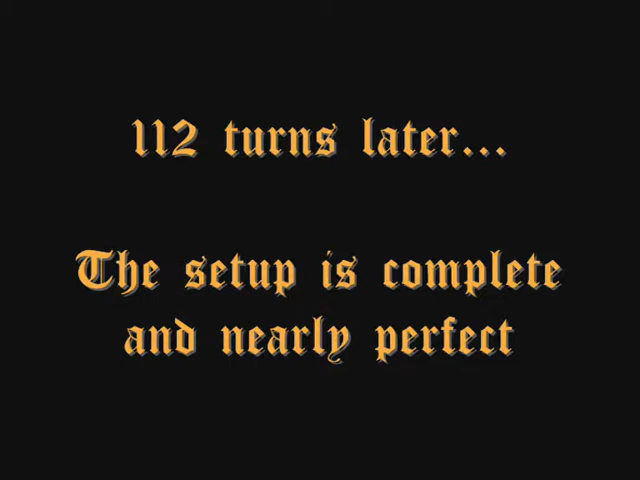 112 turns later...
The setup is complete
and nearly perfect